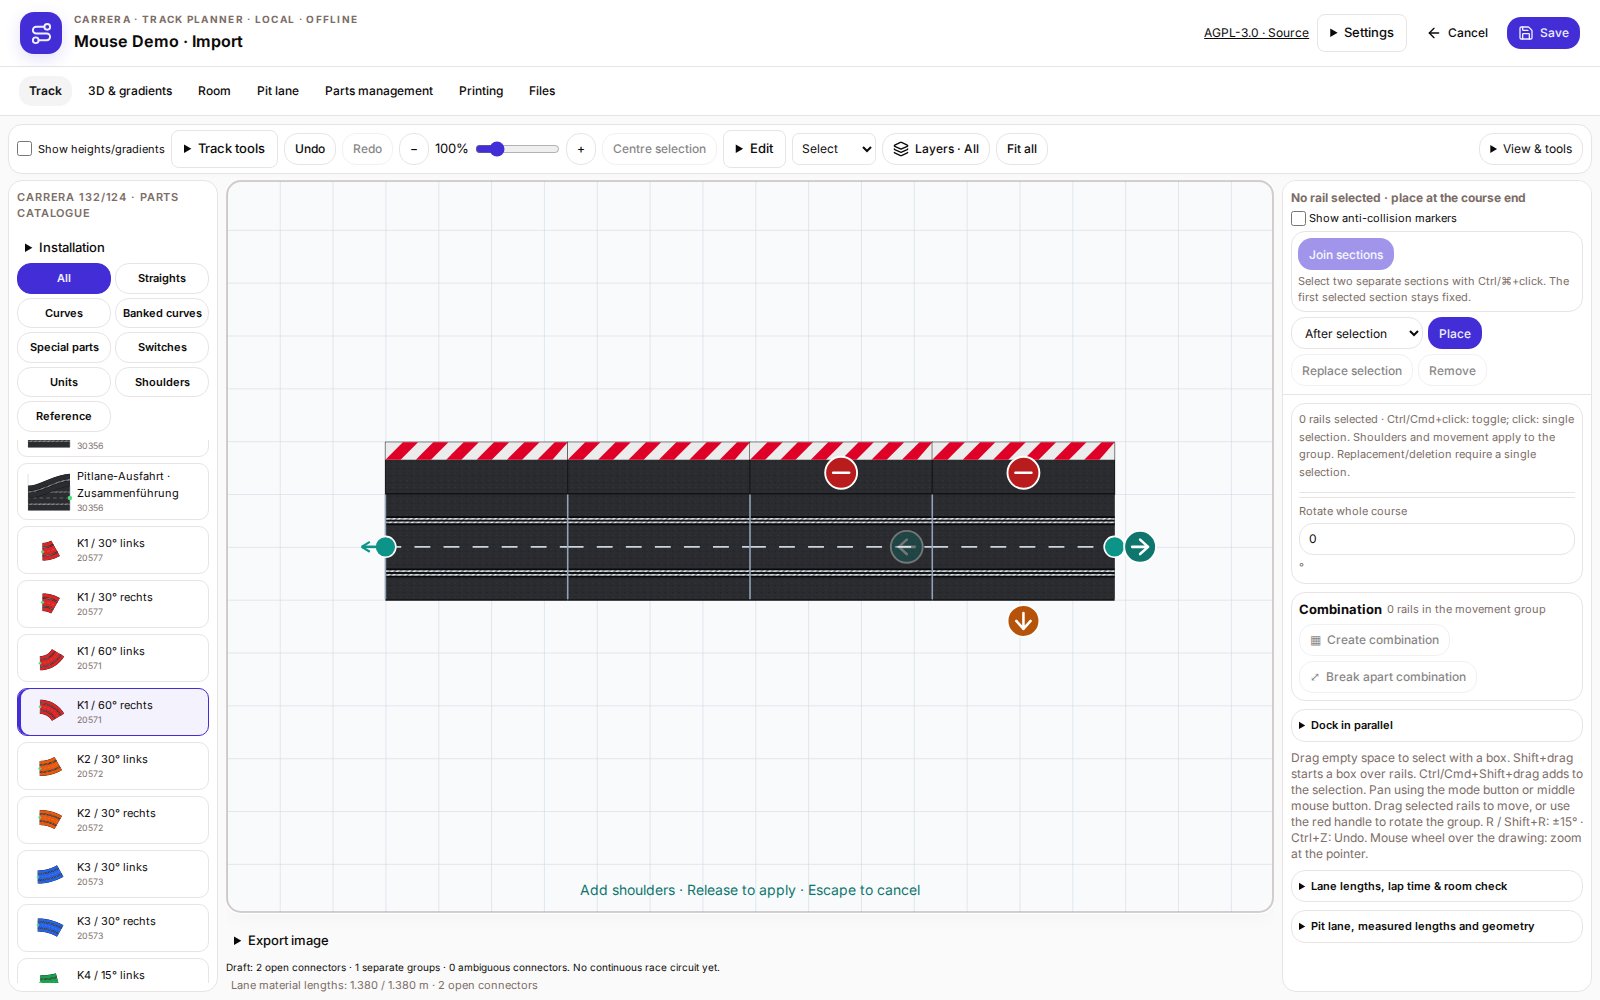 CARRERA · TRACK PLANNER · LOCAL · OFFLINE
Mouse Demo · Import
AGPL-3.0 · Source
Settings
Cancel
Save
Track
3D & gradients
Room
Pit lane
Parts management
Printing
Files
Show heights/gradients
Track tools
Undo
Redo
−
100%
+
Centre selection
Edit
Select
Layers · All
Fit all
View & tools
CARRERA 132/124 · PARTS
CATALOGUE
Installation
All
Straights
Curves
Banked curves
Special parts
Switches
Units
Shoulders
Reference
30356
Pitlane-Ausfahrt ·
Zusammenführung
30356
K1 / 30° links
20577
K1 / 30° rechts
20577
K1 / 60° links
20571
K1 / 60° rechts
20571
K2 / 30° links
20572
K2 / 30° rechts
20572
K3 / 30° links
20573
K3 / 30° rechts
20573
K4 / 15° links
Add shoulders · Release to apply · Escape to cancel
Export image
Draft: 2 open connectors · 1 separate groups · 0 ambiguous connectors. No continuous race circuit yet.
Lane material lengths: 1.380 / 1.380 m · 2 open connectors
No rail selected · place at the course end
Show anti-collision markers
Join sections
Select two separate sections with Ctrl/⌘+click. The
first selected section stays fixed.
After selection
Place
Replace selection
Remove
0 rails selected · Ctrl/Cmd+click: toggle; click: single
selection. Shoulders and movement apply to the
group. Replacement/deletion require a single
selection.
Rotate whole course
0
°
Combination 0 rails in the movement group
Create combination
Break apart combination
Dock in parallel
Drag empty space to select with a box. Shift+drag
starts a box over rails. Ctrl/Cmd+Shift+drag adds to
the selection. Pan using the mode button or middle
mouse button. Drag selected rails to move, or use
the red handle to rotate the group. R / Shift+R: ±15° ·
Ctrl+Z: Undo. Mouse wheel over the drawing: zoom
at the pointer.
Lane lengths, lap time & room check
Pit lane, measured lengths and geometry